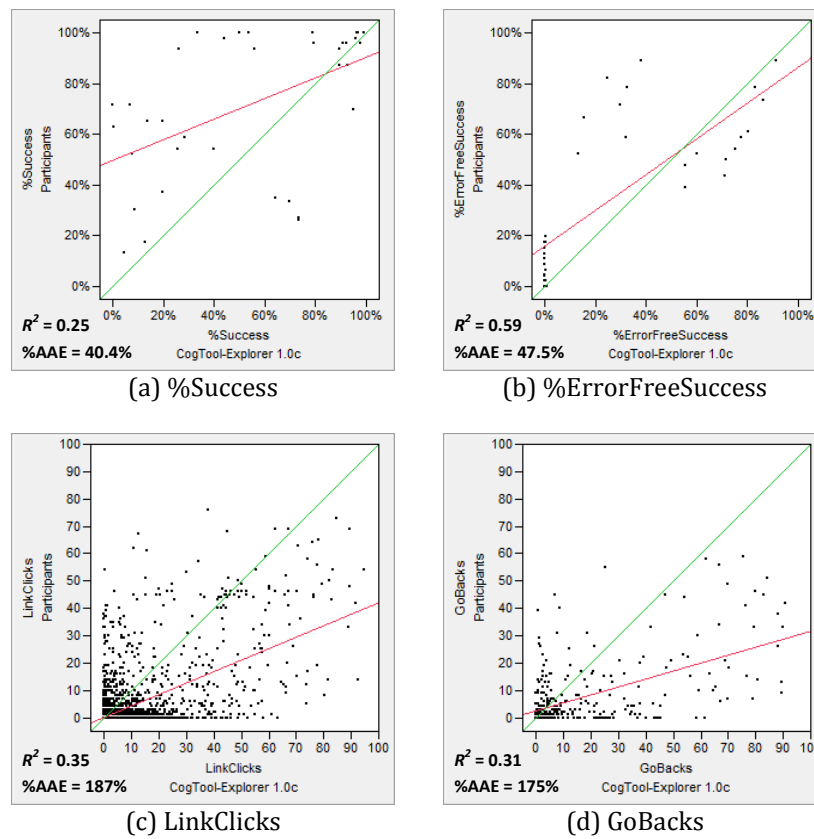 100%
80%
60%
40%
20%
0%
%Success
Participants
0% 20% 40% 60% 80% 100%
R² = 0.25
%Success
%AAE = 40.4%
CogTool-Explorer 1.0c
(a) %Success
100%
80%
60%
40%
20%
0%
%ErrorFreeSuccess
Participants
0% 20% 40% 60% 80% 100%
R² = 0.59
%ErrorFreeSuccess
%AAE = 47.5%
CogTool-Explorer 1.0c
(b) %ErrorFreeSuccess
100
90
80
70
60
50
40
30
20
10
0
LinkClicks
Participants
0 10 20 30 40 50 60 70 80 90 100
R² = 0.35
LinkClicks
%AAE = 187%
CogTool-Explorer 1.0c
(c) LinkClicks
100
90
80
70
60
50
40
30
20
10
0
GoBacks
Participants
0 10 20 30 40 50 60 70 80 90 100
R² = 0.31
GoBacks
%AAE = 175%
CogTool-Explorer 1.0c
(d) GoBacks